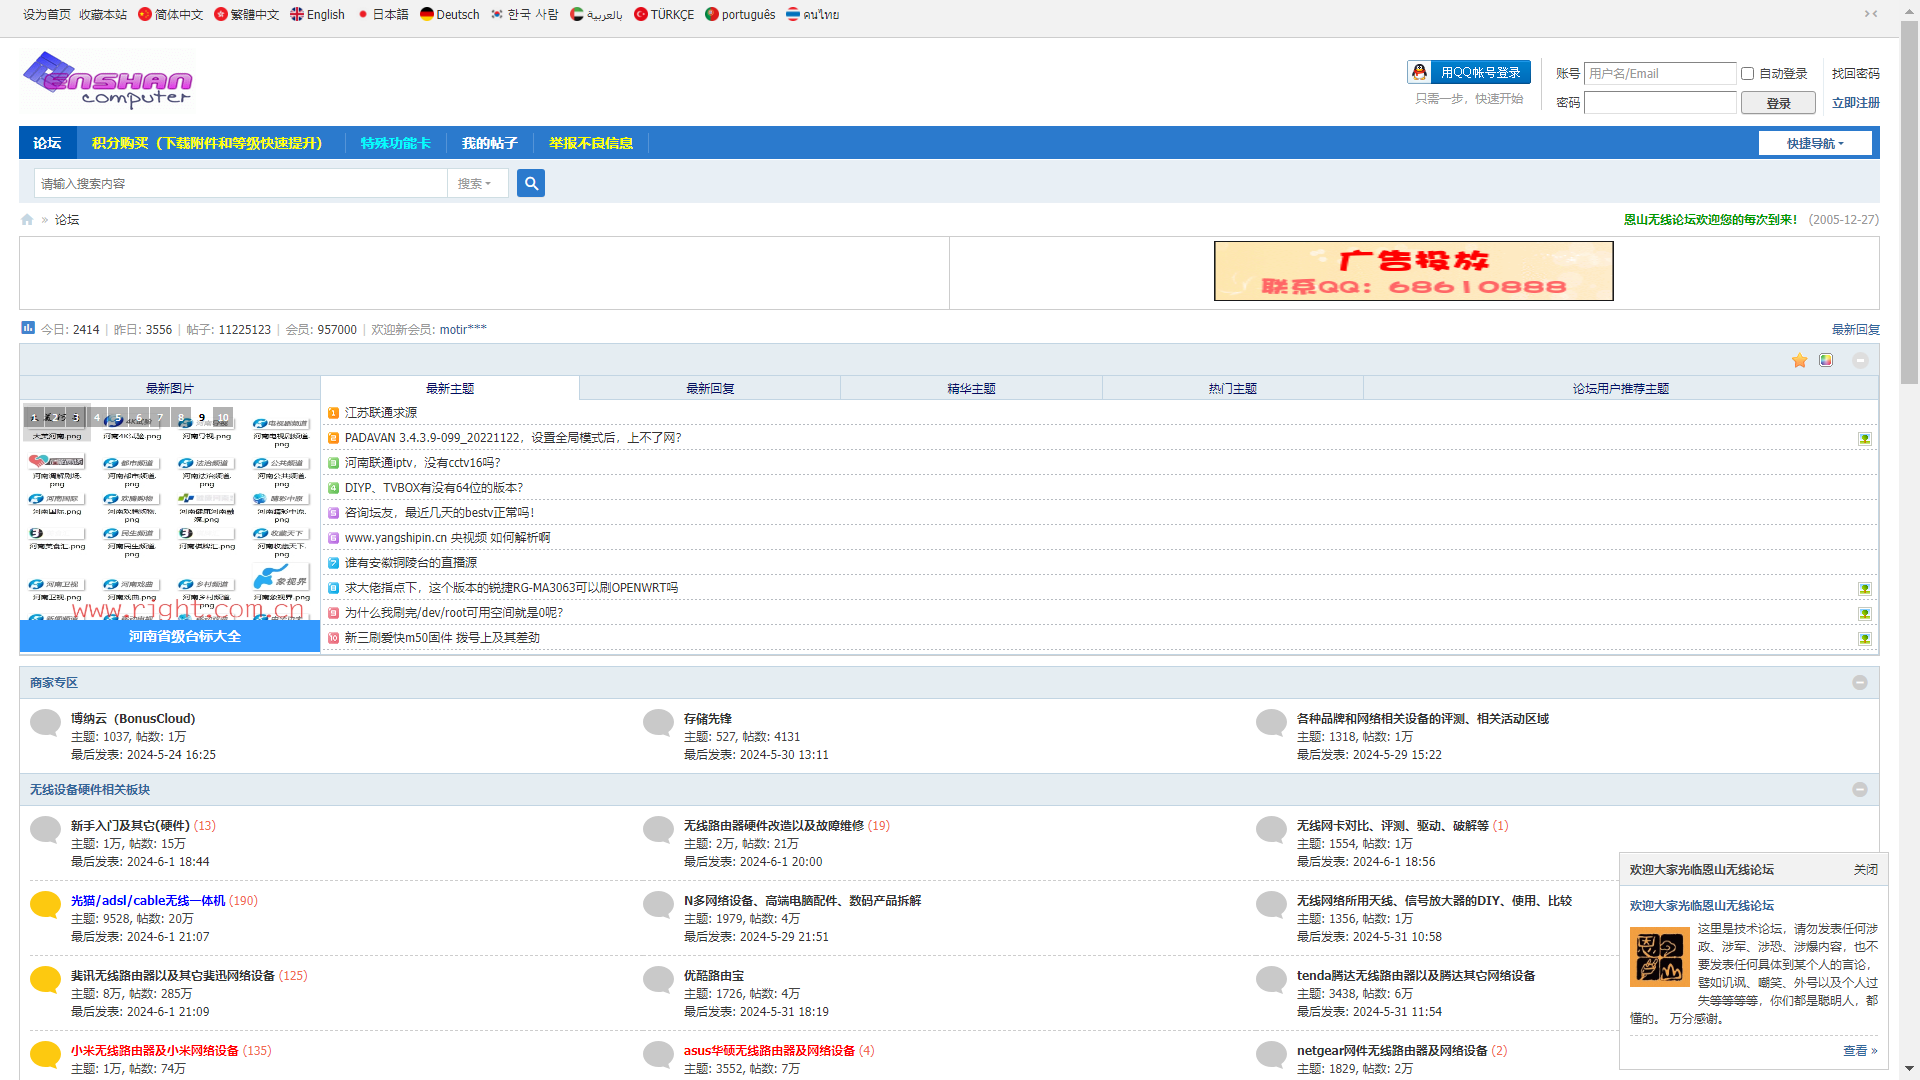 设为首页 收藏本站 简体中文 繁體中文 English 日本語 Deutsch 한국 사람 بالعربية TÜRKÇE português คนไทย
ENSHAN computer
用QQ帐号登录
只需一步，快速开始
账号 用户名/Email 自动登录 找回密码
密码 登录 立即注册
论坛 积分购买（下载附件和等级快速提升） 特殊功能卡 我的帖子 举报不良信息 快捷导航
请输入搜索内容 搜索
» 论坛
恩山无线论坛欢迎您的每次到来! (2005-12-27)
广告投放
联系QQ：68610888
今日: 2414 | 昨日: 3556 | 帖子: 11225123 | 会员: 957000 | 欢迎新会员: motir***
最新回复
最新图片 最新主题 最新回复 精华主题 热门主题 论坛用户推荐主题
1 2 3 4 5 6 7 8 9 10
www.right.com.cn
河南省级台标大全
1 江苏联通求源
2 PADAVAN 3.4.3.9-099_20221122，设置全局模式后，上不了网?
3 河南联通iptv，没有cctv16吗?
4 DIYP、TVBOX有没有64位的版本?
5 咨询坛友，最近几天的bestv正常吗!
6 www.yangshipin.cn 央视频 如何解析啊
7 谁有安徽铜陵台的直播源
8 求大佬指点下，这个版本的锐捷RG-MA3063可以刷OPENWRT吗
9 为什么我刷完/dev/root可用空间就是0呢?
10 新三刷爱快m50固件 拨号上及其差劲
商家专区
博纳云（BonusCloud）
主题: 1037, 帖数: 1万
最后发表: 2024-5-24 16:25
存储先锋
主题: 527, 帖数: 4131
最后发表: 2024-5-30 13:11
各种品牌和网络相关设备的评测、相关活动区域
主题: 1318, 帖数: 1万
最后发表: 2024-5-29 15:22
无线设备硬件相关板块
新手入门及其它(硬件) (13)
主题: 1万, 帖数: 15万
最后发表: 2024-6-1 18:44
无线路由器硬件改造以及故障维修 (19)
主题: 2万, 帖数: 21万
最后发表: 2024-6-1 20:00
无线网卡对比、评测、驱动、破解等 (1)
主题: 1554, 帖数: 1万
最后发表: 2024-6-1 18:56
光猫/adsl/cable无线一体机 (190)
主题: 9528, 帖数: 20万
最后发表: 2024-6-1 21:07
N多网络设备、高端电脑配件、数码产品拆解
主题: 1979, 帖数: 4万
最后发表: 2024-5-29 21:51
无线网络所用天线、信号放大器的DIY、使用、比较
主题: 1356, 帖数: 1万
最后发表: 2024-5-31 10:58
斐讯无线路由器以及其它斐迅网络设备 (125)
主题: 8万, 帖数: 285万
最后发表: 2024-6-1 21:09
优酷路由宝
主题: 1726, 帖数: 4万
最后发表: 2024-5-31 18:19
tenda腾达无线路由器以及腾达其它网络设备
主题: 3438, 帖数: 6万
最后发表: 2024-5-31 11:54
小米无线路由器及小米网络设备 (135)
主题: 1万, 帖数: 74万
asus华硕无线路由器及网络设备 (4)
主题: 3552, 帖数: 7万
netgear网件无线路由器及网络设备 (2)
主题: 1829, 帖数: 2万
欢迎大家光临恩山无线论坛 关闭
欢迎大家光临恩山无线论坛
这里是技术论坛，请勿发表任何涉
政、涉军、涉恐、涉爆内容，也不
要发表任何具体到某个人的言论，
譬如讥讽、嘲笑、外号以及个人过
失等等等等，你们都是聪明人，都
懂的。 万分感谢。
查看 »